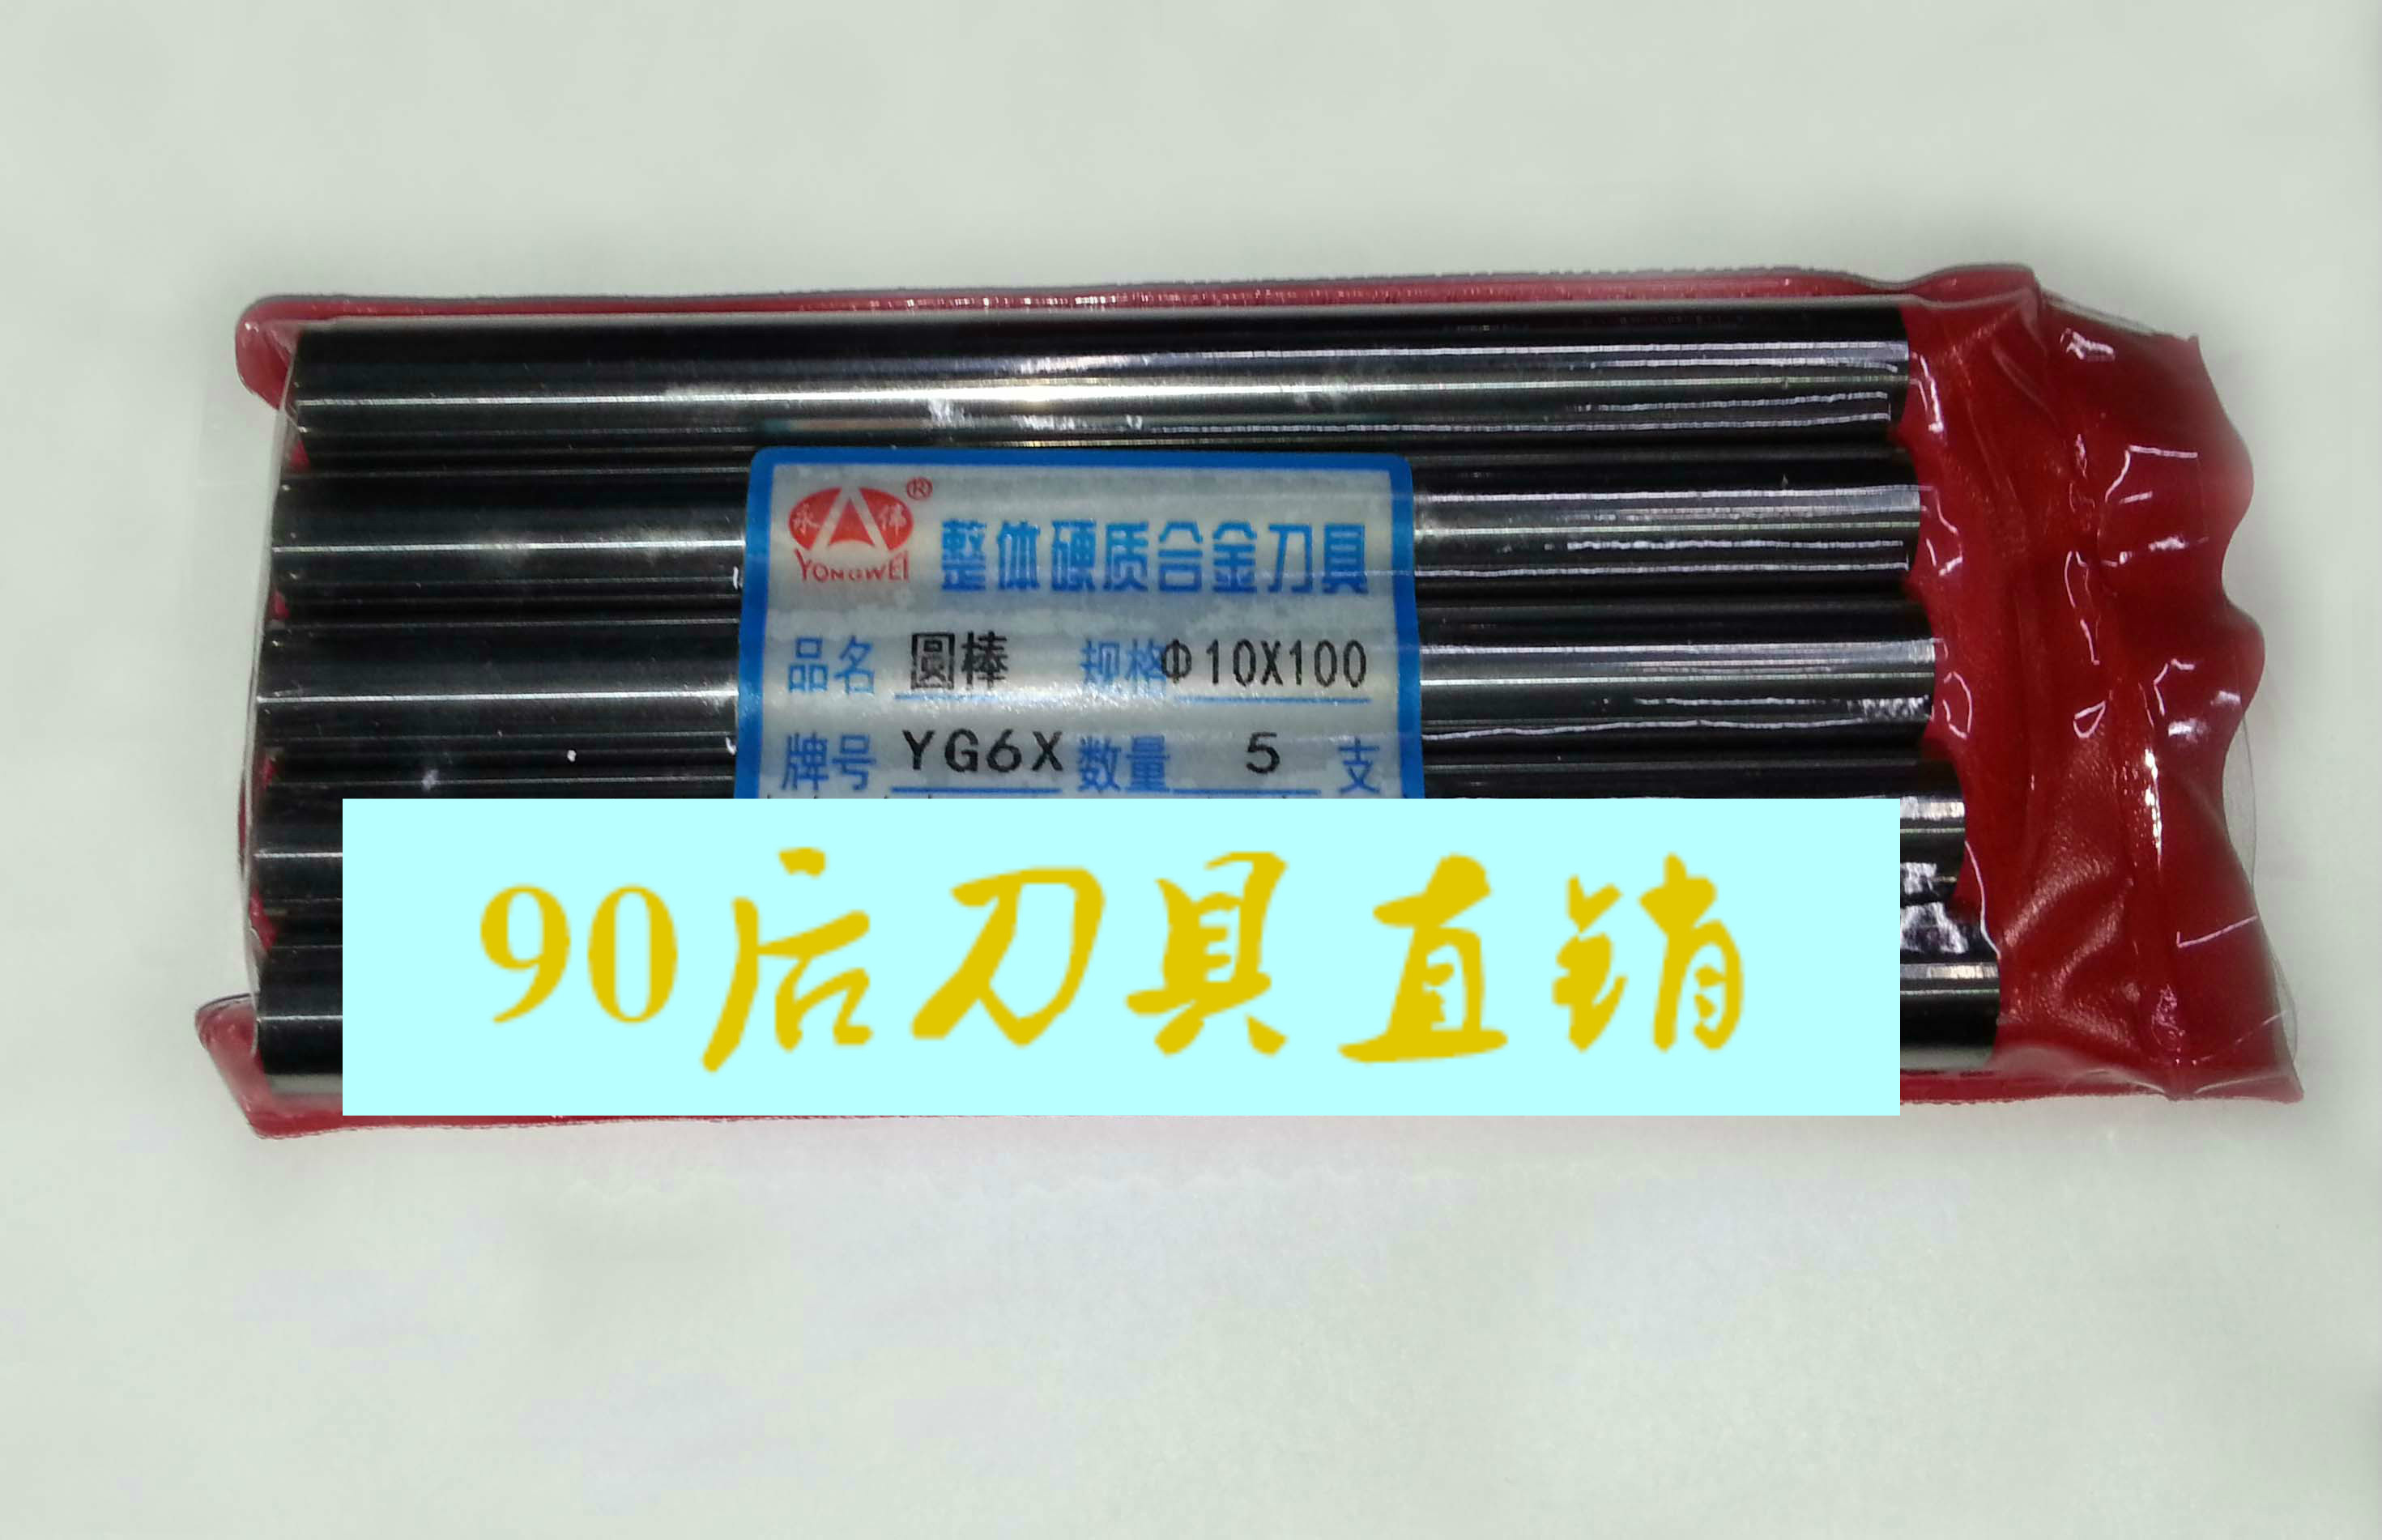 永 伟 ®
YONGWEI
整体硬质合金刀具
品名 圆棒 规格 Φ10X100
牌号 YG6X 数量 5 支
90后刀具直销